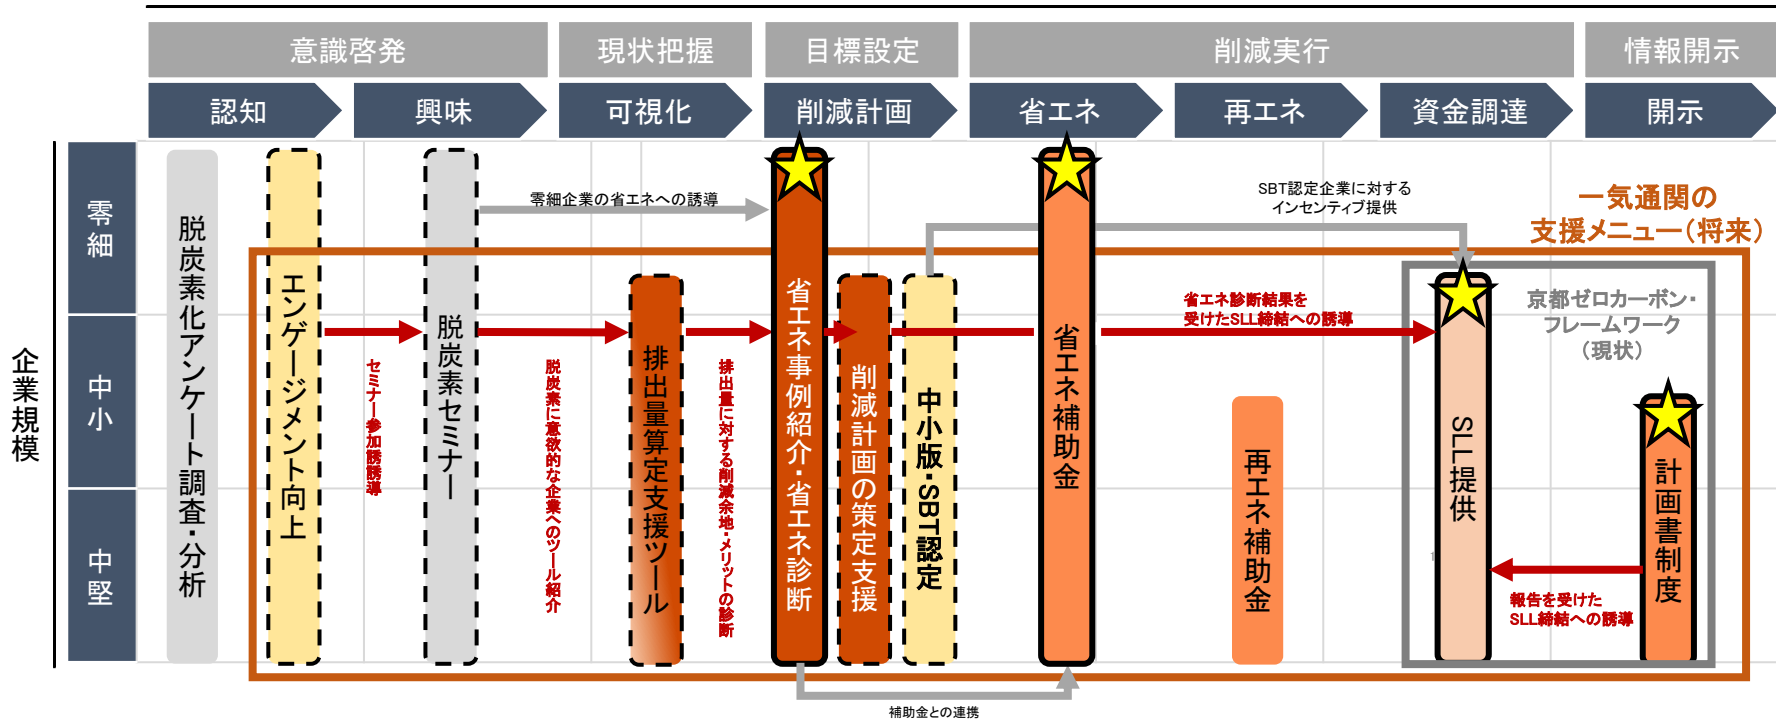 意識啓発
現状把握
目標設定
削減実行
情報開示
認知
興味
可視化
削減計画
省エネ
再エネ
資金調達
開示
企業規模
零細
中小
中堅
脱炭素化アンケート調査・分析
エンゲージメント向上
脱炭素セミナー
排出量算定支援ツール
省エネ事例紹介・省エネ診断
削減計画の策定支援
中小版・SBT認定
省エネ補助金
再エネ補助金
SLL提供
計画書制度
零細企業の省エネへの誘導
SBT認定企業に対する
インセンティブ提供
一気通関の
支援メニュー（将来）
京都ゼロカーボン・
フレームワーク
（現状）
セミナー参加誘導
脱炭素に意欲的な企業へのツール紹介
排出量に対する削減余地・メリットの診断
省エネ診断結果を
受けたSLL締結への誘導
報告を受けた
SLL締結への誘導
補助金との連携